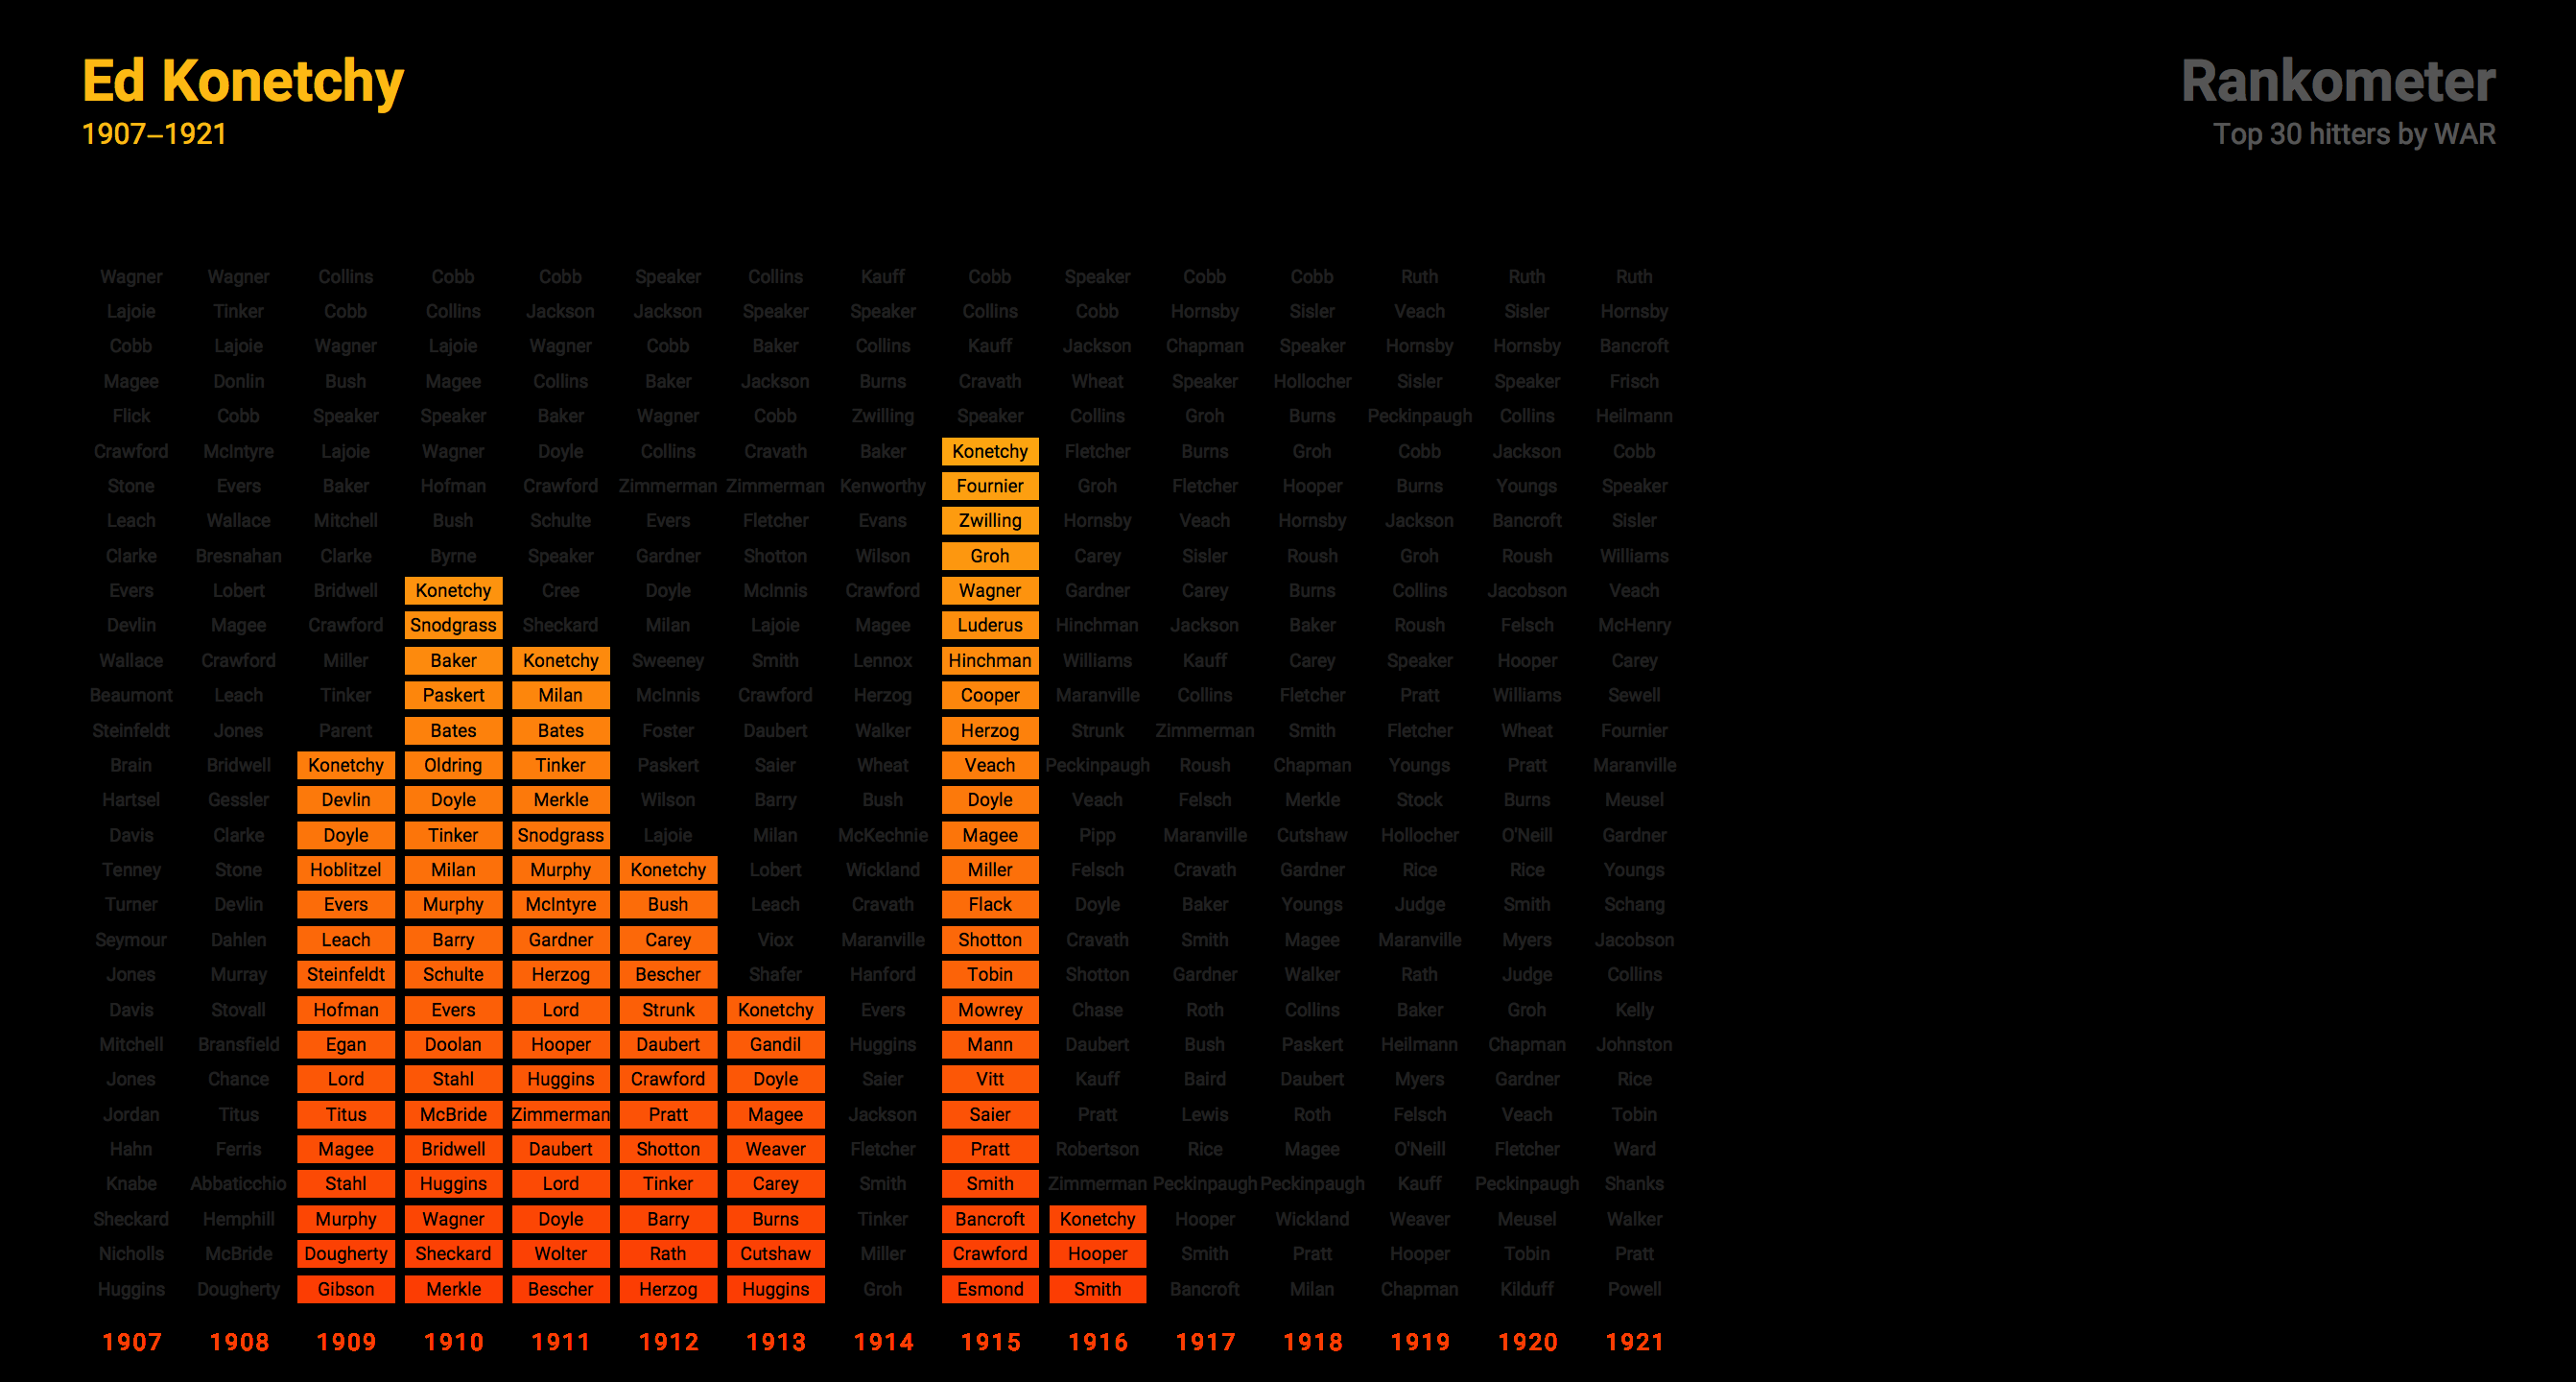 Ed Konetchy
1907–1921
Rankometer
Top 30 hitters by WAR
Wagner Wagner Collins Cobb Cobb Speaker Collins Kauff Cobb Speaker Cobb Cobb Ruth Ruth Ruth
Lajoie Tinker Cobb Collins Jackson Jackson Speaker Speaker Collins Cobb Hornsby Sisler Veach Sisler Hornsby
Cobb Lajoie Wagner Lajoie Wagner Cobb Baker Collins Kauff Jackson Chapman Speaker Hornsby Hornsby Bancroft
Magee Donlin Bush Magee Collins Baker Jackson Burns Cravath Wheat Speaker Hollocher Sisler Speaker Frisch
Flick Cobb Speaker Speaker Baker Wagner Cobb Zwilling Speaker Collins Groh Burns Peckinpaugh Collins Heilmann
Crawford McIntyre Lajoie Wagner Doyle Collins Cravath Baker Konetchy Fletcher Burns Groh Cobb Jackson Cobb
Stone Evers Baker Hofman Crawford Zimmerman Zimmerman Kenworthy Fournier Groh Fletcher Hooper Burns Youngs Speaker
Leach Wallace Mitchell Bush Schulte Evers Fletcher Evans Zwilling Hornsby Veach Hornsby Jackson Bancroft Sisler
Clarke Bresnahan Clarke Byrne Speaker Gardner Shotton Wilson Groh Carey Sisler Roush Groh Roush Williams
Evers Lobert Bridwell Konetchy Cree Doyle McInnis Crawford Wagner Gardner Carey Burns Collins Jacobson Veach
Devlin Magee Crawford Snodgrass Sheckard Milan Lajoie Magee Luderus Hinchman Jackson Baker Roush Felsch McHenry
Wallace Crawford Miller Baker Konetchy Sweeney Smith Lennox Hinchman Williams Kauff Carey Speaker Hooper Carey
Beaumont Leach Tinker Paskert Milan McInnis Crawford Herzog Cooper Maranville Collins Fletcher Pratt Williams Sewell
Steinfeldt Jones Parent Bates Bates Foster Daubert Walker Herzog Strunk Zimmerman Smith Fletcher Wheat Fournier
Brain Bridwell Konetchy Oldring Tinker Paskert Saier Wheat Veach Peckinpaugh Roush Chapman Youngs Pratt Maranville
Hartsel Gessler Devlin Doyle Merkle Wilson Barry Bush Doyle Veach Felsch Merkle Stock Burns Meusel
Davis Clarke Doyle Tinker Snodgrass Lajoie Milan McKechnie Magee Pipp Maranville Cutshaw Hollocher O'Neill Gardner
Tenney Stone Hoblitzel Milan Murphy Konetchy Lobert Wickland Miller Felsch Cravath Gardner Rice Rice Youngs
Turner Devlin Evers Murphy McIntyre Bush Leach Cravath Flack Doyle Baker Youngs Judge Smith Schang
Seymour Dahlen Leach Barry Gardner Carey Viox Maranville Shotton Cravath Smith Magee Maranville Myers Jacobson
Jones Murray Steinfeldt Schulte Herzog Bescher Shafer Hanford Tobin Shotton Gardner Walker Rath Judge Collins
Davis Stovall Hofman Evers Lord Strunk Konetchy Evers Mowrey Chase Roth Collins Baker Groh Kelly
Mitchell Bransfield Egan Doolan Hooper Daubert Gandil Huggins Mann Daubert Bush Paskert Heilmann Chapman Johnston
Jones Chance Lord Stahl Huggins Crawford Doyle Saier Vitt Kauff Baird Daubert Myers Gardner Rice
Jordan Titus Titus McBride Zimmerman Pratt Magee Jackson Saier Pratt Lewis Roth Felsch Veach Tobin
Hahn Ferris Magee Bridwell Daubert Shotton Weaver Fletcher Pratt Robertson Rice Magee O'Neill Fletcher Ward
Knabe Abbaticchio Stahl Huggins Lord Tinker Carey Smith Smith Zimmerman Peckinpaugh Peckinpaugh Kauff Peckinpaugh Shanks
Sheckard Hemphill Murphy Wagner Doyle Barry Burns Tinker Bancroft Konetchy Hooper Wickland Weaver Meusel Walker
Nicholls McBride Dougherty Sheckard Wolter Rath Cutshaw Miller Crawford Hooper Smith Pratt Hooper Tobin Pratt
Huggins Dougherty Gibson Merkle Bescher Herzog Huggins Groh Esmond Smith Bancroft Milan Chapman Kilduff Powell
1907 1908 1909 1910 1911 1912 1913 1914 1915 1916 1917 1918 1919 1920 1921